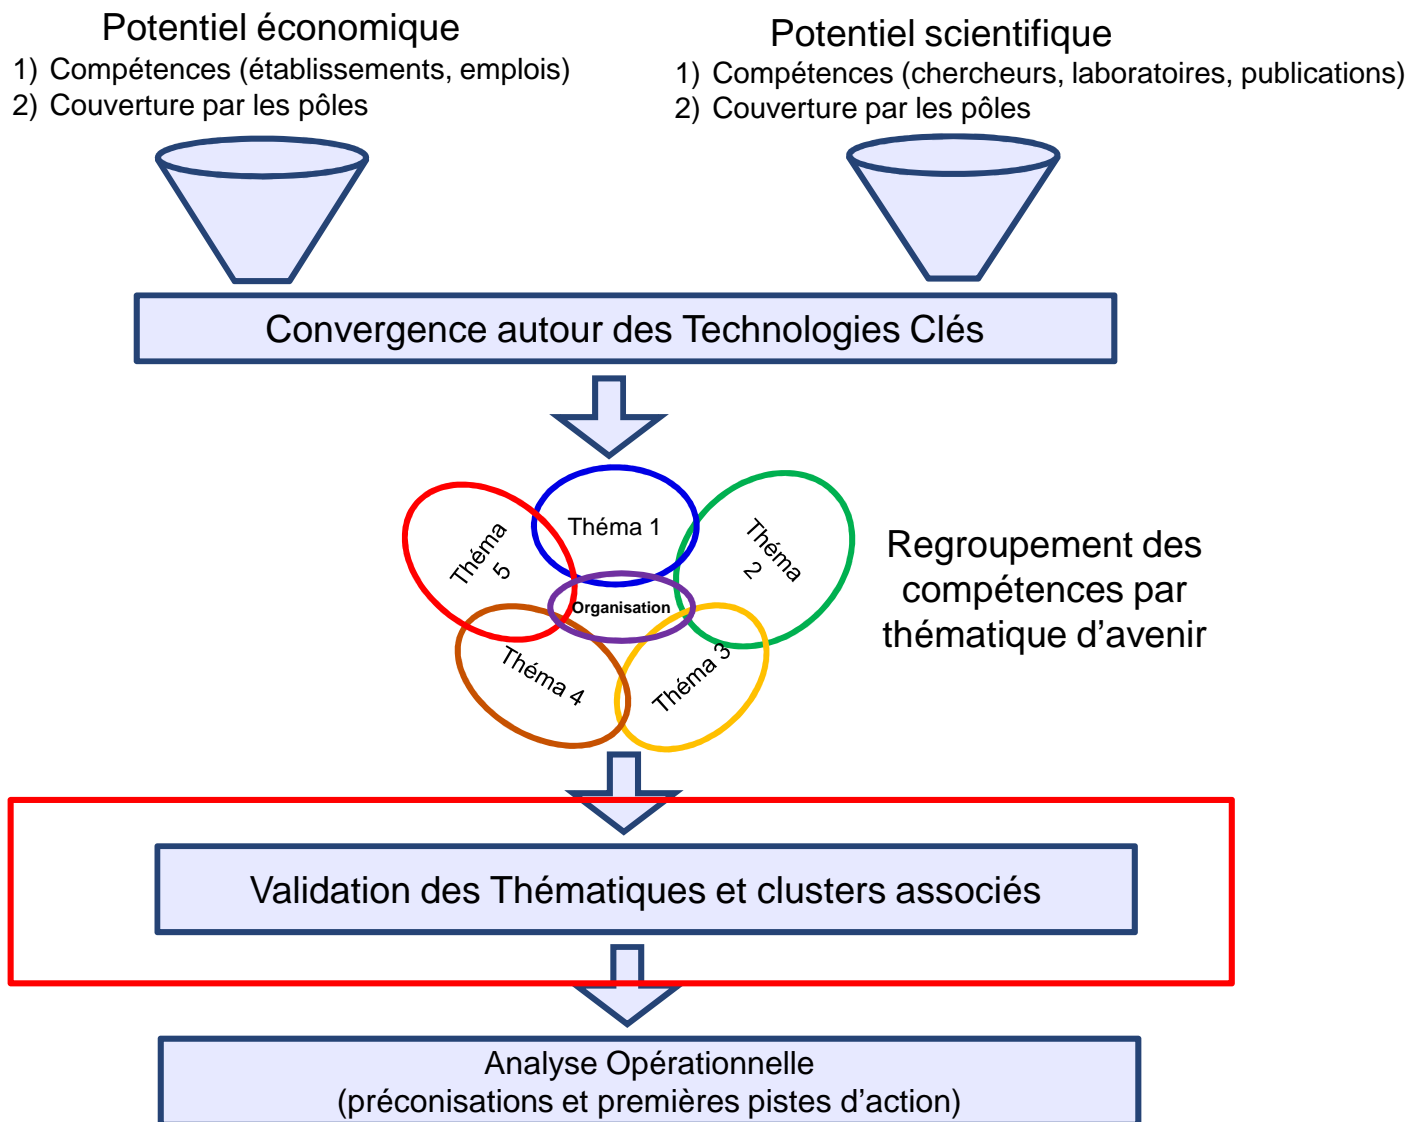 Potentiel économique
1) Compétences (établissements, emplois)
2) Couverture par les pôles
Potentiel scientifique
1) Compétences (chercheurs, laboratoires, publications)
2) Couverture par les pôles
Convergence autour des Technologies Clés
Théma 1
Théma
2
Théma
5
Organisation
Théma 3
Théma 4
Regroupement des
compétences par
thématique d’avenir
Validation des Thématiques et clusters associés
Analyse Opérationnelle
(préconisations et premières pistes d’action)